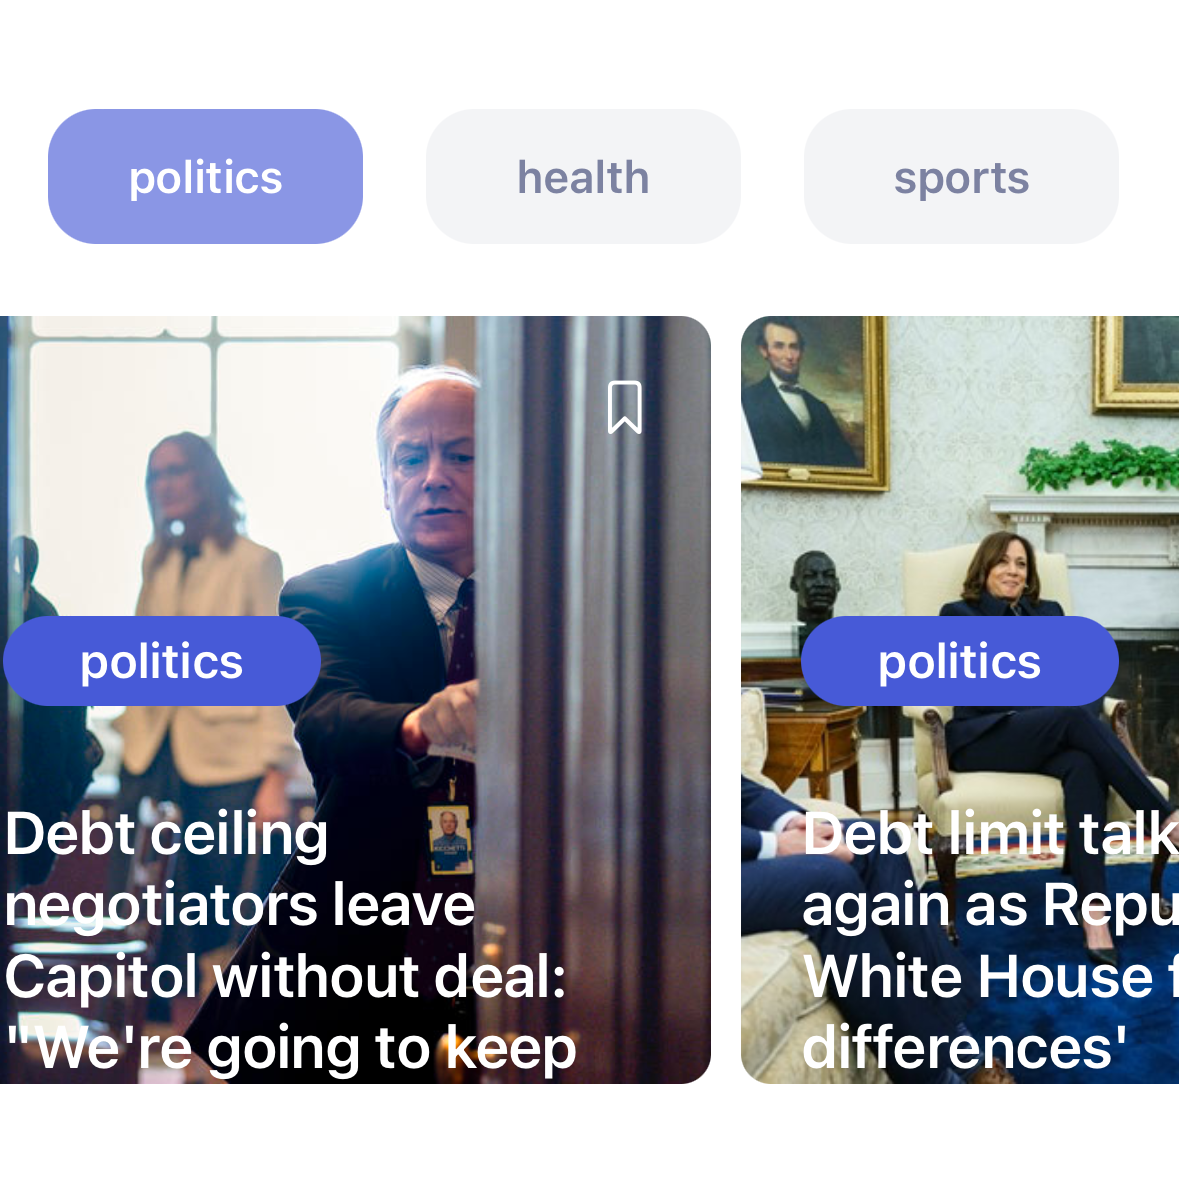 politics
health
sports
politics
Debt ceiling
negotiators leave
Capitol without deal:
"We're going to keep
politics
Debt limit talk
again as Repu
White House f
differences'